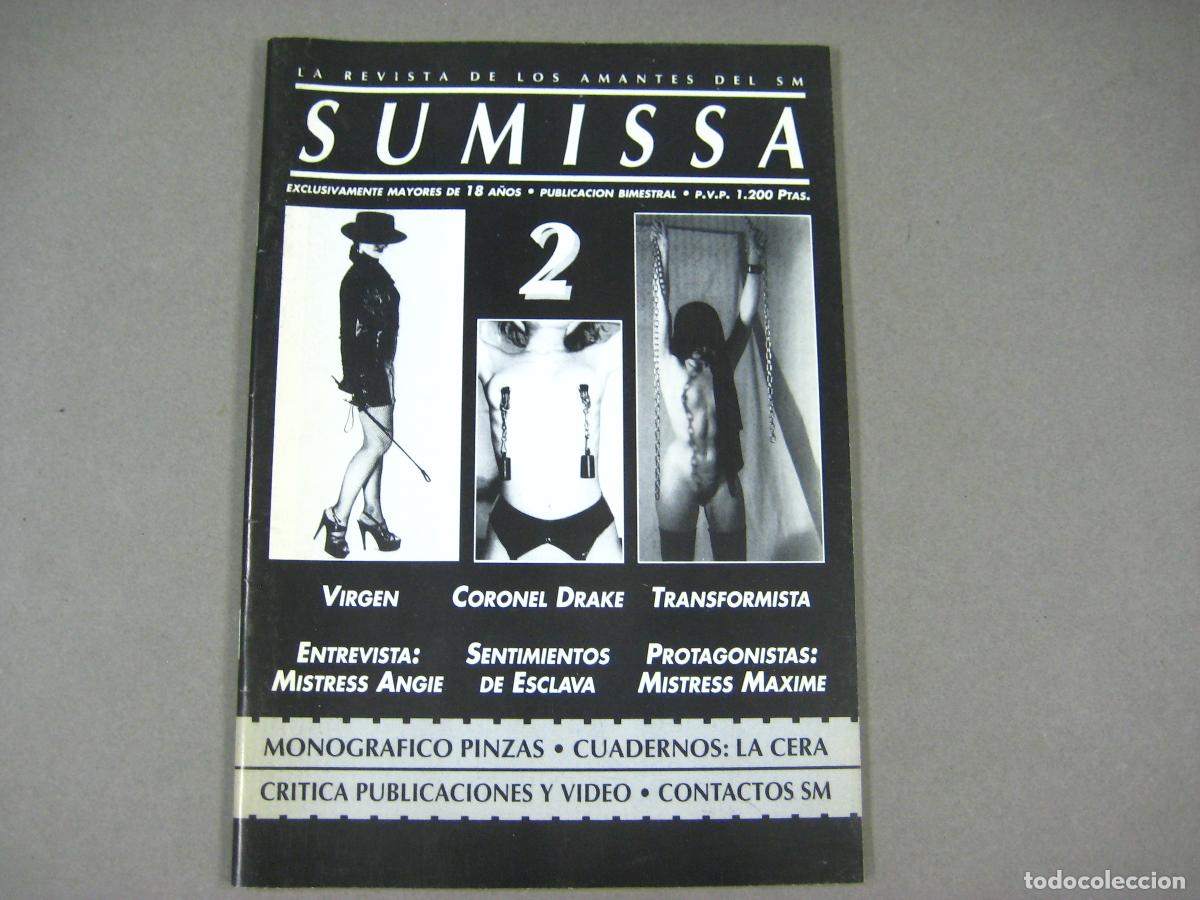 LA REVISTA DE LOS AMANTES DEL SM
SUMISSA
EXCLUSIVAMENTE MAYORES DE 18 AÑOS • PUBLICACION BIMESTRAL • P.V.P. 1.200 PTAS.
2
VIRGEN
CORONEL DRAKE
TRANSFORMISTA
ENTREVISTA:
MISTRESS ANGIE
SENTIMIENTOS
DE ESCLAVA
PROTAGONISTAS:
MISTRESS MAXIME
MONOGRAFICO PINZAS • CUADERNOS: LA CERA
CRITICA PUBLICACIONES Y VIDEO • CONTACTOS SM
todocoleccion